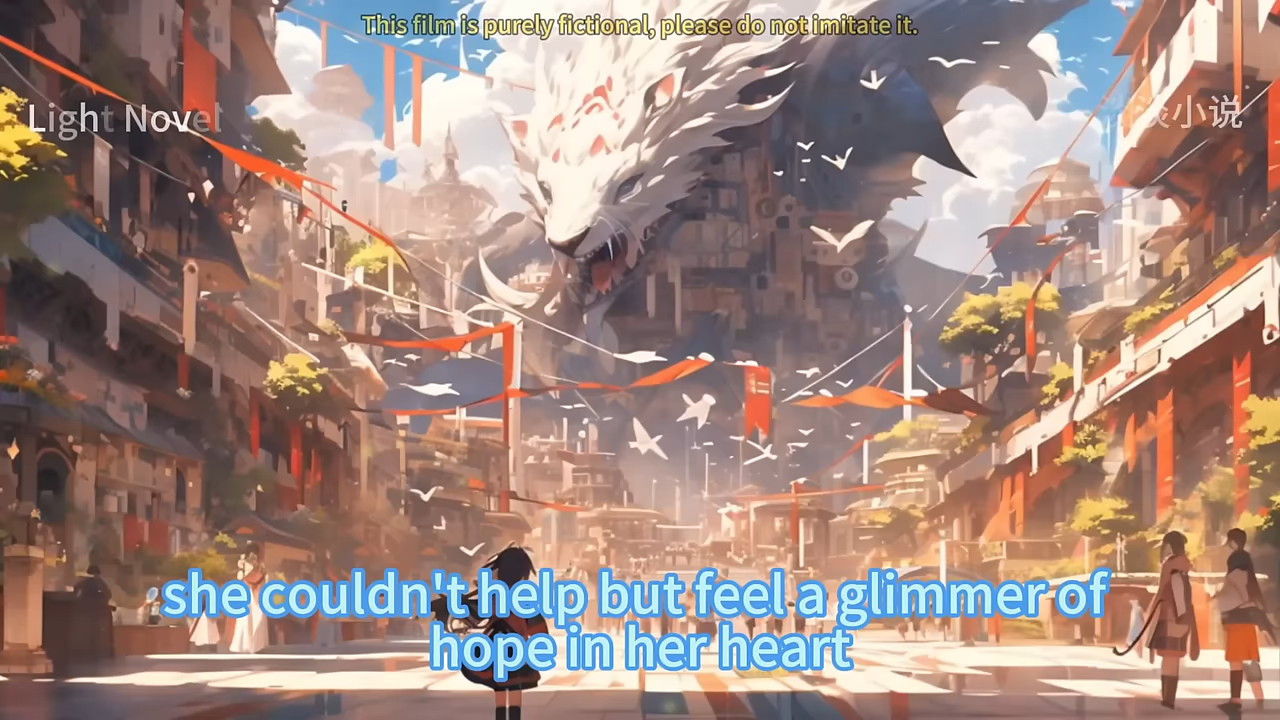 This film is purely fictional, please do not imitate it.
Light Novel
淡小说
she couldn't help but feel a glimmer of
hope in her heart